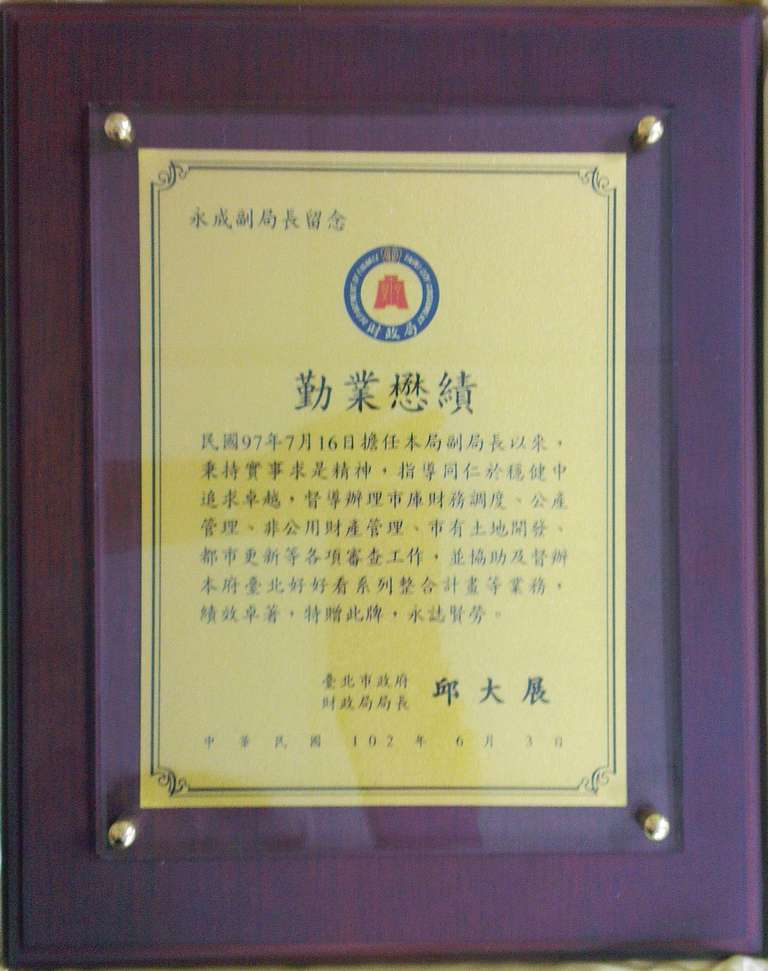 永成副局長留念
DEPARTMENT OF FINANCE
財政局
勤業懋績
民國97年7月16日擔任本局副局長以來，
秉持實事求是精神，指導同仁於穩健中
追求卓越，督導辦理市庫財務調度、公產
管理、非公用財產管理、市有土地開發、
都市更新等各項審查工作，並協助及督辦
本府臺北好好看系列整合計畫等業務，
績效卓著，特贈此牌，永誌賢勞。
臺北市政府
財政局局長 邱大展
中華民國102年6月3日